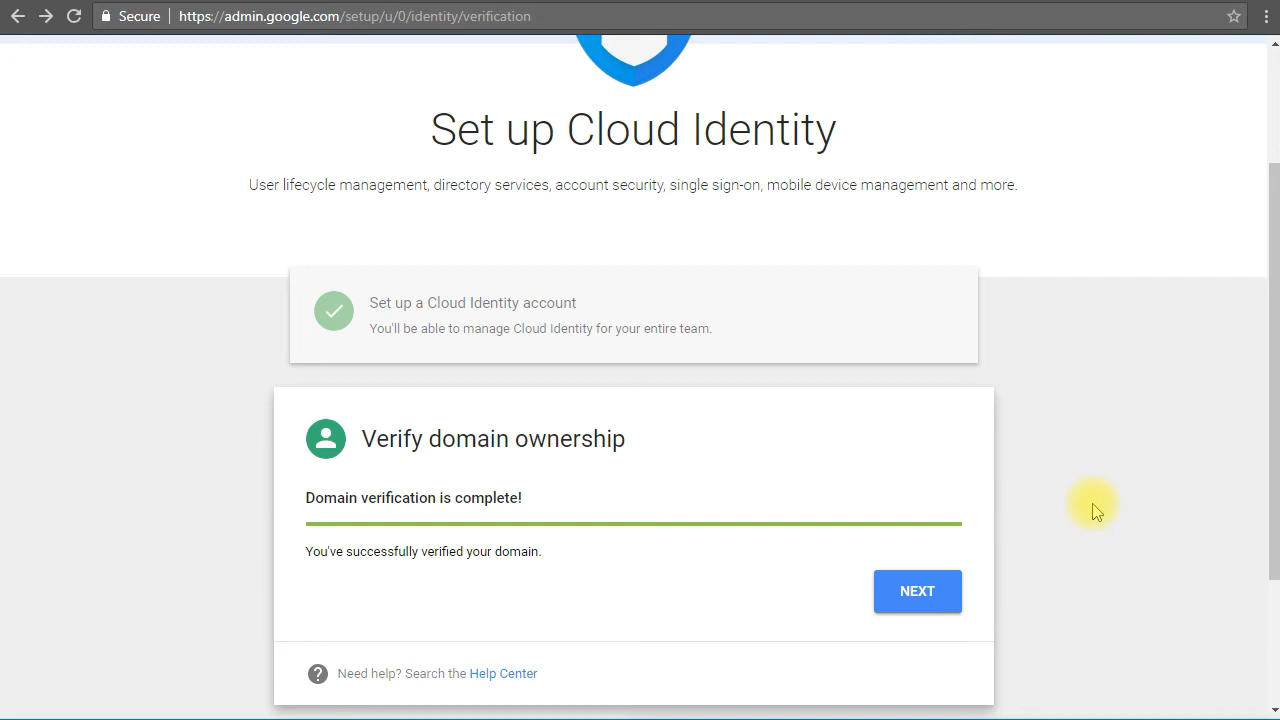 Secure | https://admin.google.com/setup/u/0/identity/verification
Set up Cloud Identity
User lifecycle management, directory services, account security, single sign-on, mobile device management and more.
Set up a Cloud Identity account
You'll be able to manage Cloud Identity for your entire team.
Verify domain ownership
Domain verification is complete!
You've successfully verified your domain.
NEXT
Need help? Search the Help Center